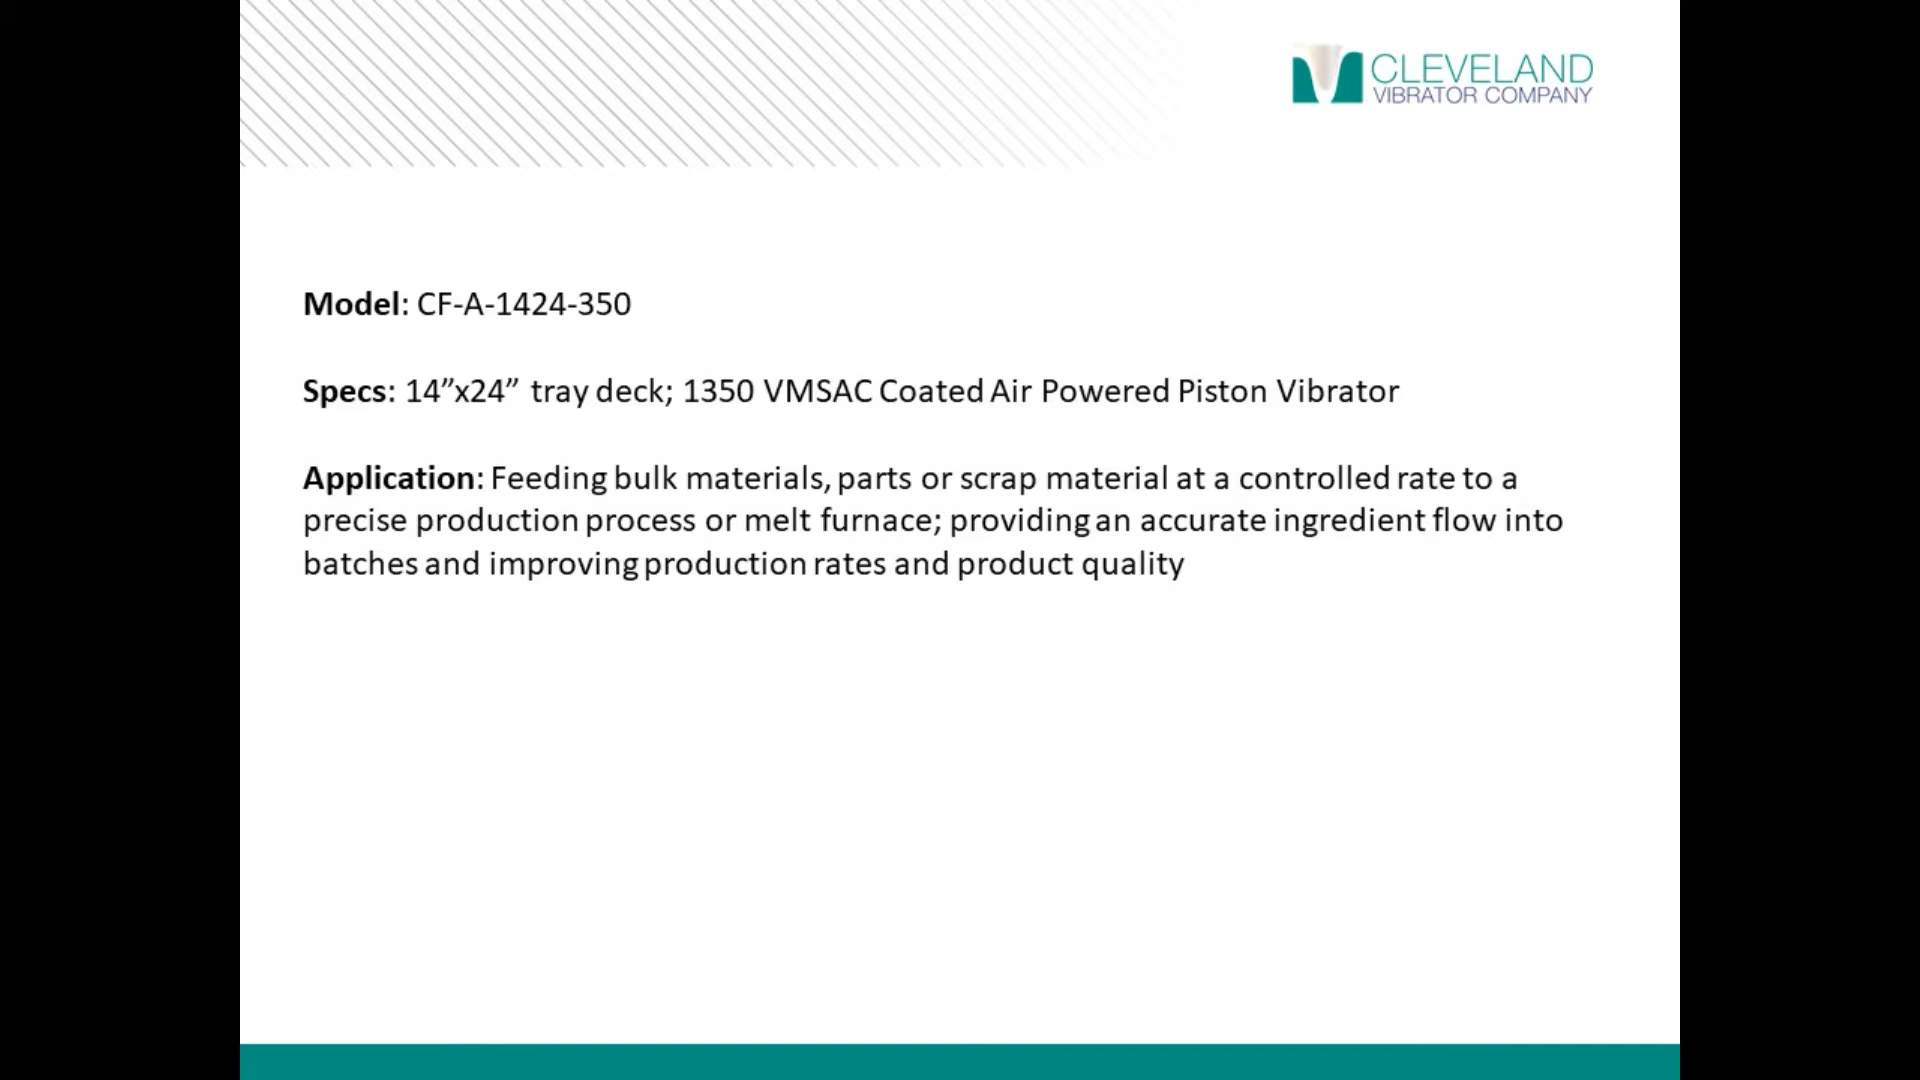 CLEVELAND
VIBRATOR COMPANY
Model: CF-A-1424-350
Specs: 14”x24” tray deck; 1350 VMSAC Coated Air Powered Piston Vibrator
Application: Feeding bulk materials, parts or scrap material at a controlled rate to a
precise production process or melt furnace; providing an accurate ingredient flow into
batches and improving production rates and product quality